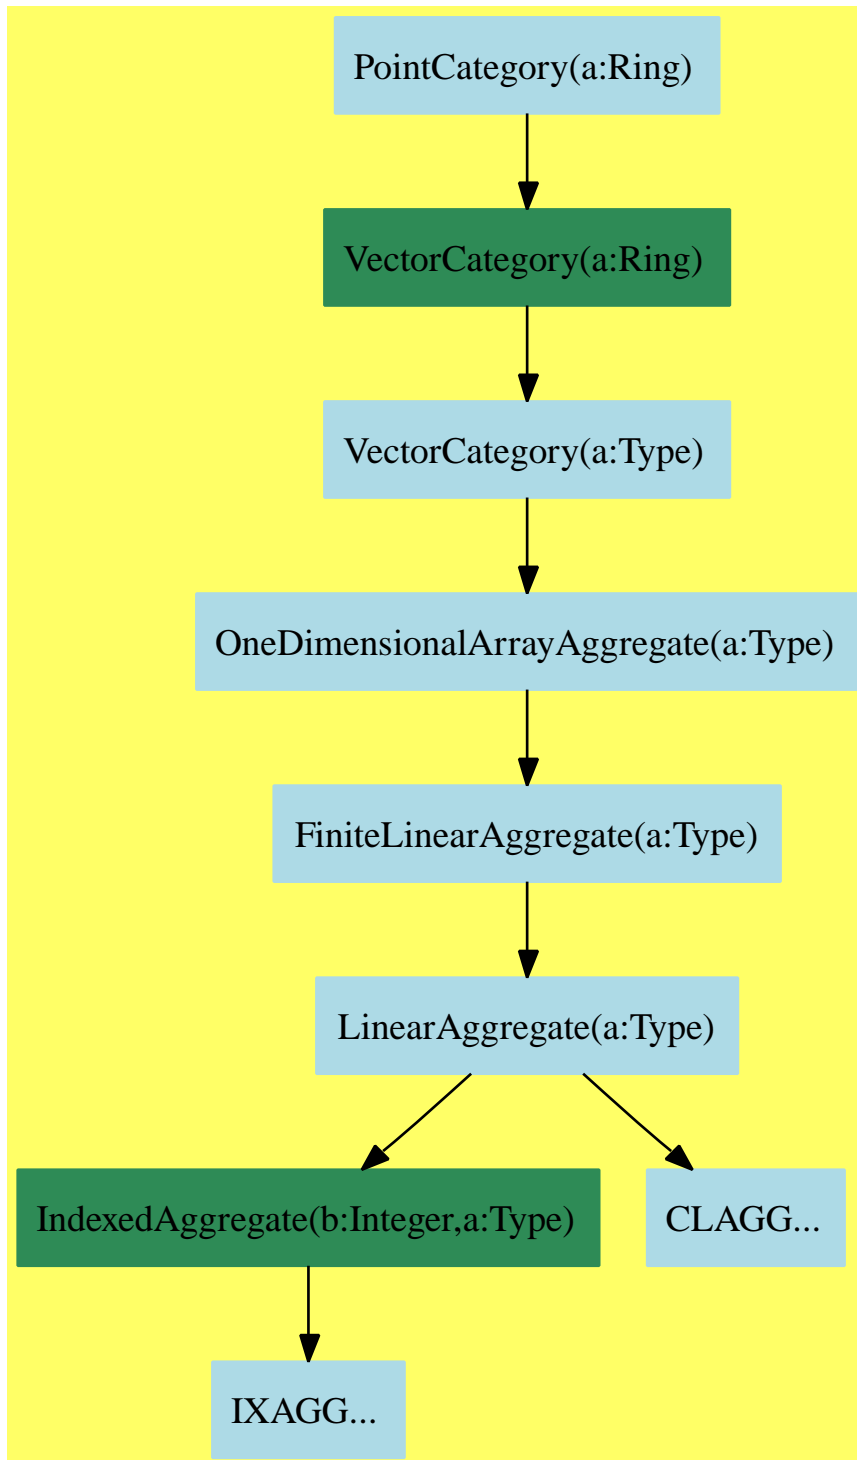 PointCategory(a:Ring)
VectorCategory(a:Ring)
VectorCategory(a:Type)
OneDimensionalArrayAggregate(a:Type)
FiniteLinearAggregate(a:Type)
LinearAggregate(a:Type)
IndexedAggregate(b:Integer,a:Type)
CLAGG...
IXAGG...